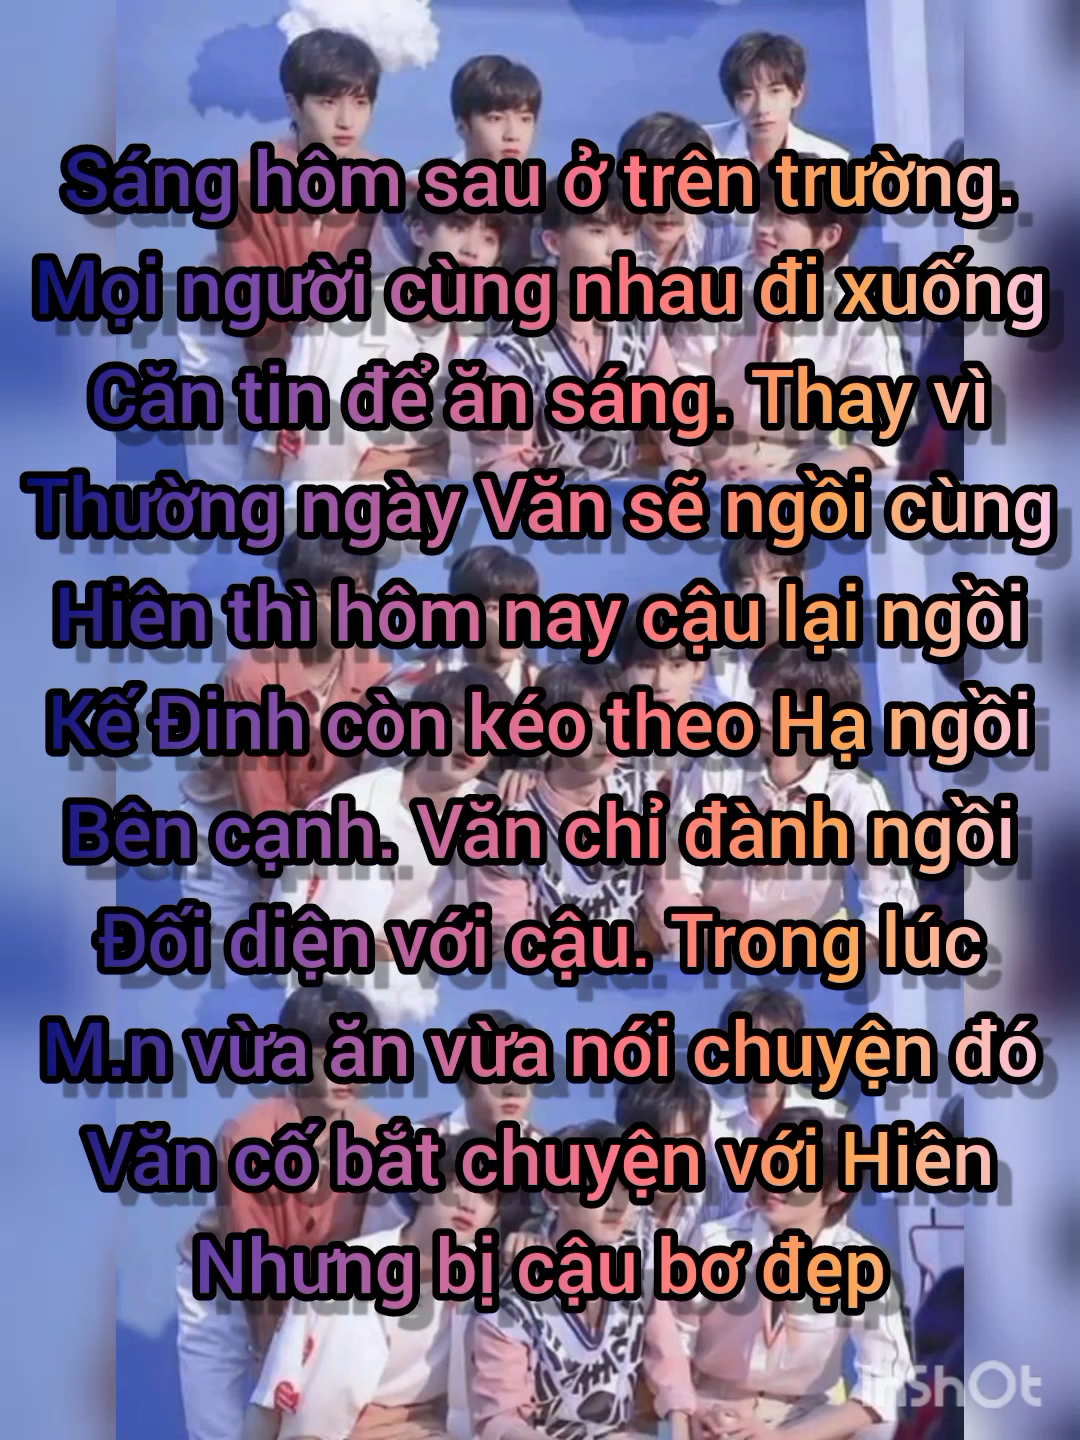 Sáng hôm sau ở trên trường.
Mọi người cùng nhau đi xuống
Căn tin để ăn sáng. Thay vì
Thường ngày Văn sẽ ngồi cùng
Hiên thì hôm nay cậu lại ngồi
Kế Đinh còn kéo theo Hạ ngồi
Bên cạnh. Văn chỉ đành ngồi
Đối diện với cậu. Trong lúc
M.n vừa ăn vừa nói chuyện đó
Văn cố bắt chuyện với Hiên
Nhưng bị cậu bơ đẹp
InShOt